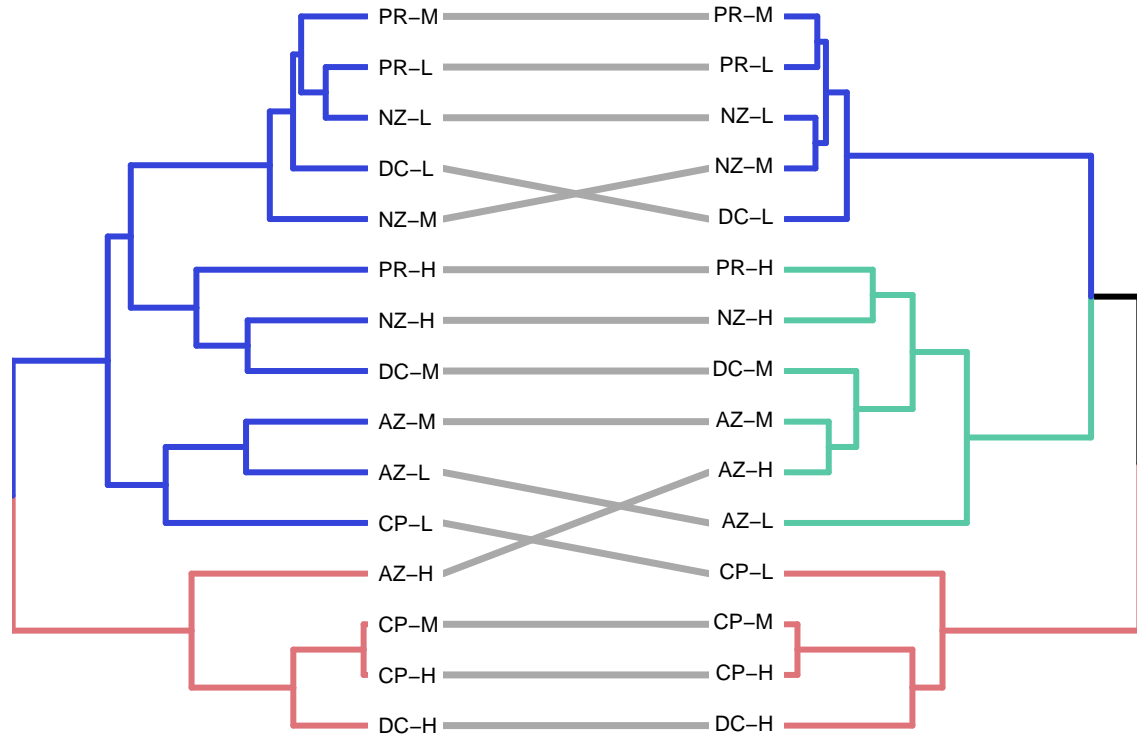 PR–M PR–M
PR–L PR–L
NZ–L NZ–L
DC–L NZ–M
NZ–M DC–L
PR–H PR–H
NZ–H NZ–H
DC–M DC–M
AZ–M AZ–M
AZ–L AZ–H
CP–L AZ–L
AZ–H CP–L
CP–M CP–M
CP–H CP–H
DC–H DC–H